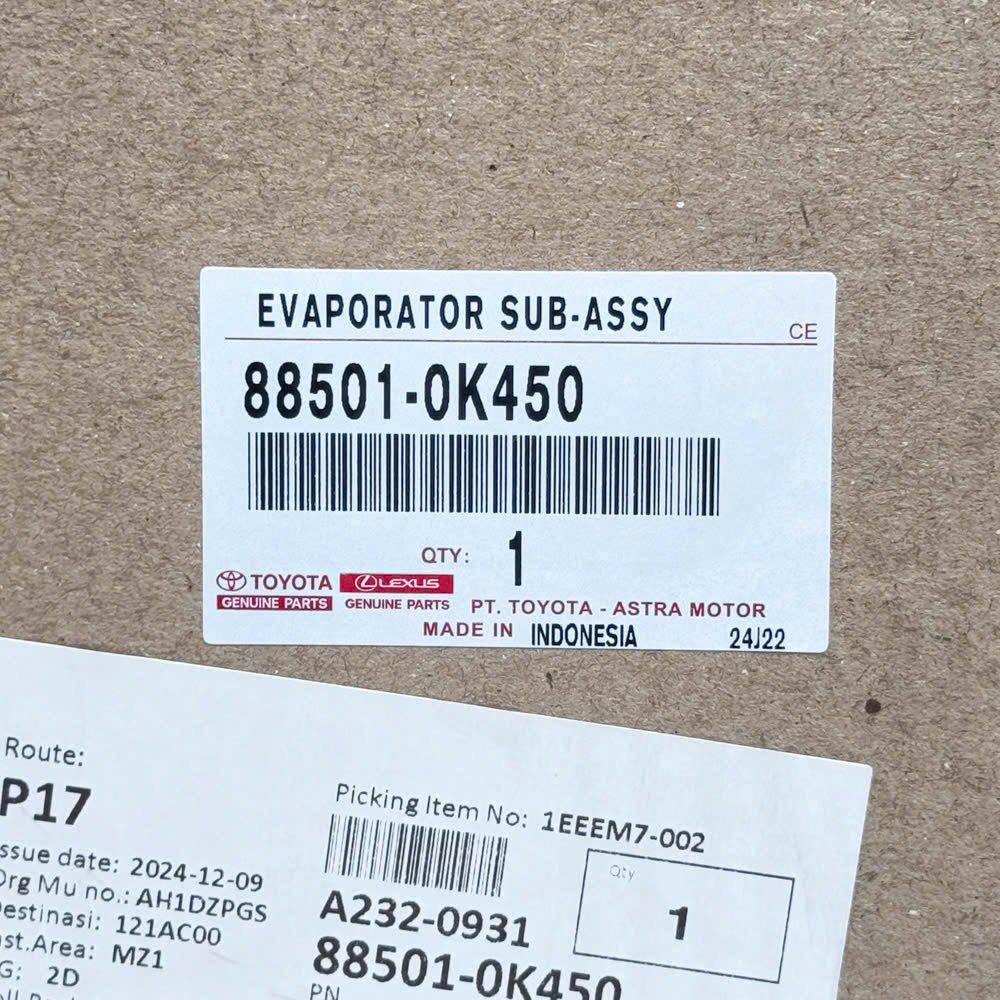 EVAPORATOR SUB-ASSY
CE
88501-0K450
QTY: 1
TOYOTA LEXUS
GENUINE PARTS GENUINE PARTS PT. TOYOTA - ASTRA MOTOR
MADE IN INDONESIA 24J22
Route:
P17
ssue date: 2024-12-09
Org Mu no.: AH1DZPGS
estinasi: 121AC00
st.Area: MZ1
G: 2D
Picking Item No: 1EEEM7-002
Qty
1
A232-0931
88501-0K450
PN